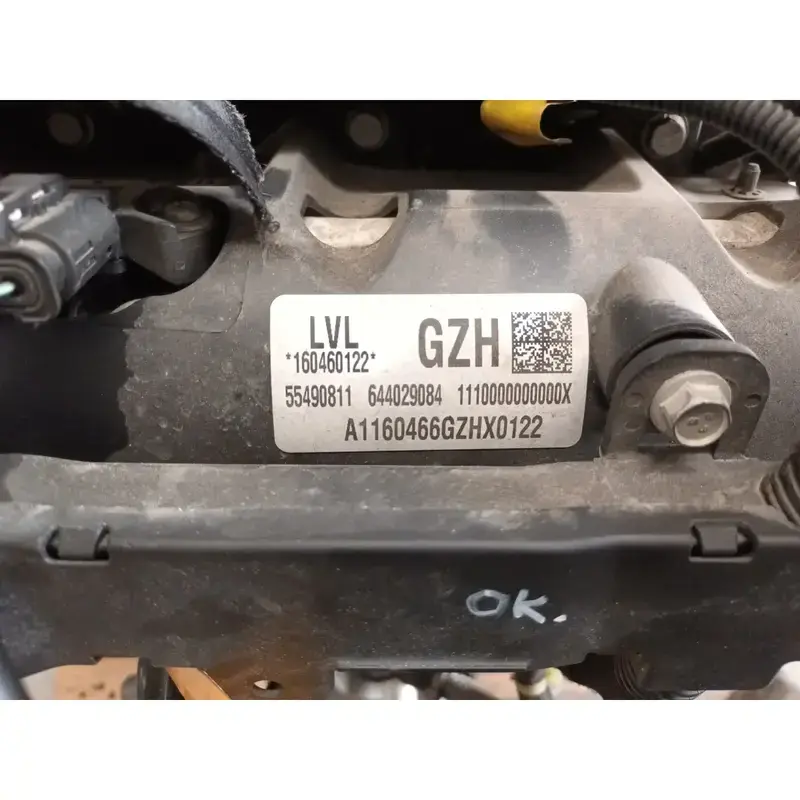 LVL GZH
*160460122*
55490811 644029084 1110000000000X
A1160466GZHX0122
OK.